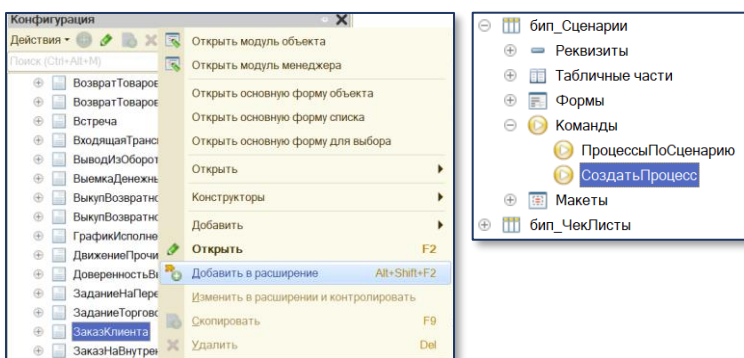 Конфигурация
Действия
Поиск (Ctrl+Alt+M)
ВозвратТоваров
ВозвратТоваров
Встреча
ВходящаяТранс
ВыводИзОборот
ВыемкаДенежн
ВыкупВозвратн
ВыкупВозвратн
ГрафикИсполне
ДвижениеПрочи
ДоверенностьВ
ЗаданиеНаПере
ЗаданиеТоргово
ЗаказКлиента
ЗаказНаВнутрен
Открыть модуль объекта
Открыть модуль менеджера
Открыть основную форму объекта
Открыть основную форму списка
Открыть основную форму для выбора
Открыть
Конструкторы
Добавить
Открыть F2
Добавить в расширение Alt+Shift+F2
Изменить в расширении и контролировать
Скопировать F9
Удалить Del
бип_Сценарии
Реквизиты
Табличные части
Формы
Команды
ПроцессыПоСценарию
СоздатьПроцесс
Макеты
бип_ЧекЛисты